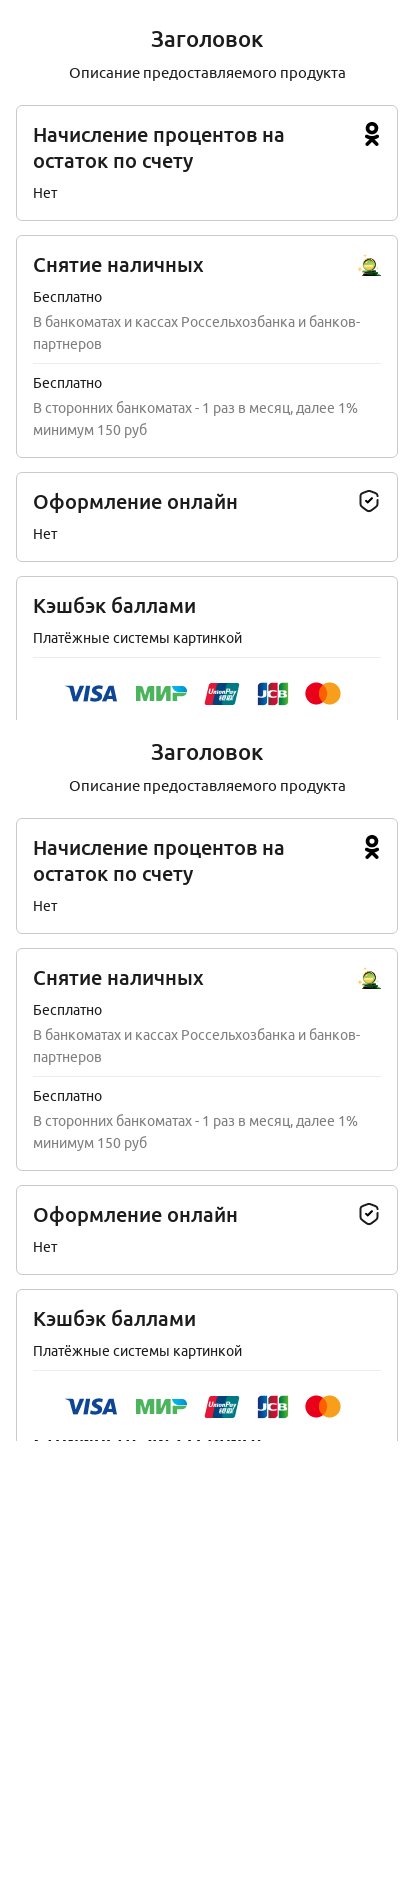 Заголовок
Описание предоставляемого продукта
Начисление процентов на
остаток по счету
Нет
Снятие наличных
Бесплатно
В банкоматах и кассах Россельхозбанка и банков-
партнеров
Бесплатно
В сторонних банкоматах - 1 раз в месяц, далее 1%
минимум 150 руб
Оформление онлайн
Нет
Кэшбэк баллами
Платёжные системы картинкой
VISA МИР UnionPay 银联 JCB
Заголовок
Описание предоставляемого продукта
Начисление процентов на
остаток по счету
Нет
Снятие наличных
Бесплатно
В банкоматах и кассах Россельхозбанка и банков-
партнеров
Бесплатно
В сторонних банкоматах - 1 раз в месяц, далее 1%
минимум 150 руб
Оформление онлайн
Нет
Кэшбэк баллами
Платёжные системы картинкой
VISA МИР UnionPay 银联 JCB